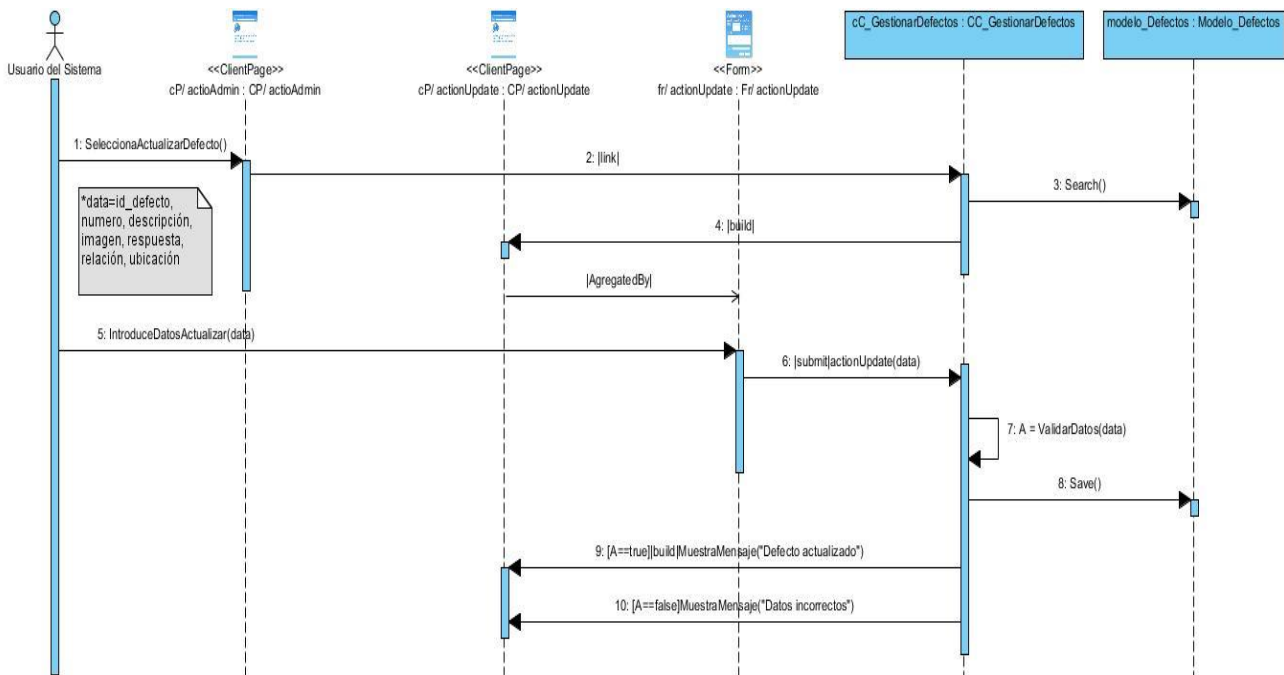 cC_GestionarDefectos : CC_GestionarDefectos
modelo_Defectos : Modelo_Defectos
Usuario del Sistema
<<ClientPage>>
cP/ actioAdmin : CP/ actioAdmin
<<ClientPage>>
cP/ actionUpdate : CP/ actionUpdate
<<Form>>
fr/ actionUpdate : Fr/ actionUpdate
1: SeleccionaActualizarDefecto()
2: |link|
3: Search()
*data=id_defecto,
numero, descripción,
imagen, respuesta,
relación, ubicación
4: |build|
|AgregatedBy|
5: IntroduceDatosActualizar(data)
6: |submit|actionUpdate(data)
7: A = ValidarDatos(data)
8: Save()
9: [A==true]|build|MuestraMensaje("Defecto actualizado")
10: [A==false]MuestraMensaje("Datos incorrectos")